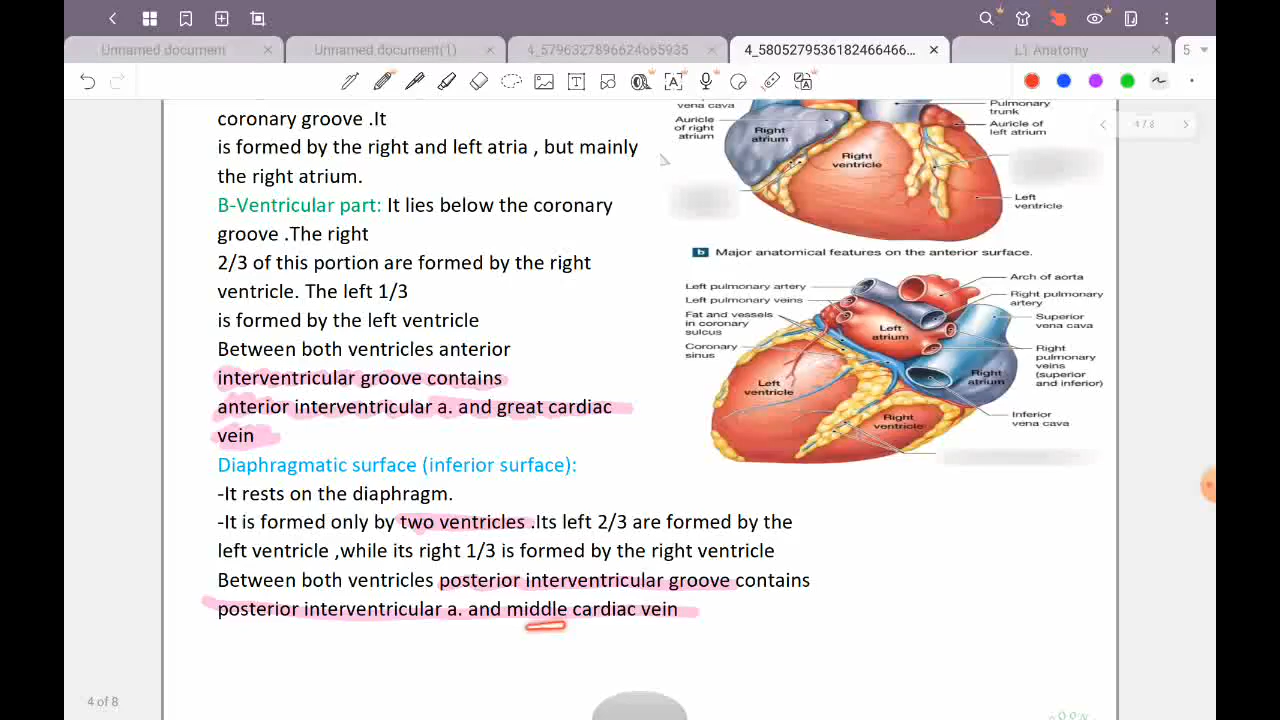 Unnamed document
Unnamed document(1)
4_5796327896624665935
4_5805279536182466466...
L1 Anatomy
5
coronary groove .It
is formed by the right and left atria , but mainly
the right atrium.
B-Ventricular part: It lies below the coronary
groove .The right
2/3 of this portion are formed by the right
ventricle. The left 1/3
is formed by the left ventricle
Between both ventricles anterior
interventricular groove contains
anterior interventricular a. and great cardiac
vein
Diaphragmatic surface (inferior surface):
-It rests on the diaphragm.
-It is formed only by two ventricles .Its left 2/3 are formed by the
left ventricle ,while its right 1/3 is formed by the right ventricle
Between both ventricles posterior interventricular groove contains
posterior interventricular a. and middle cardiac vein
vena cava
Auricle
of right
atrium
Right
atrium
Right
ventricle
Pulmonary
trunk
Auricle of
left atrium
Left
ventricle
4 / 8
b Major anatomical features on the anterior surface.
Left pulmonary artery
Left pulmonary veins
Fat and vessels
in coronary
sulcus
Coronary
sinus
Left
atrium
Left
ventricle
Right
atrium
Right
ventricle
Arch of aorta
Right pulmonary
artery
Superior
vena cava
Right
pulmonary
veins
(superior
and inferior)
Inferior
vena cava
4 of 8